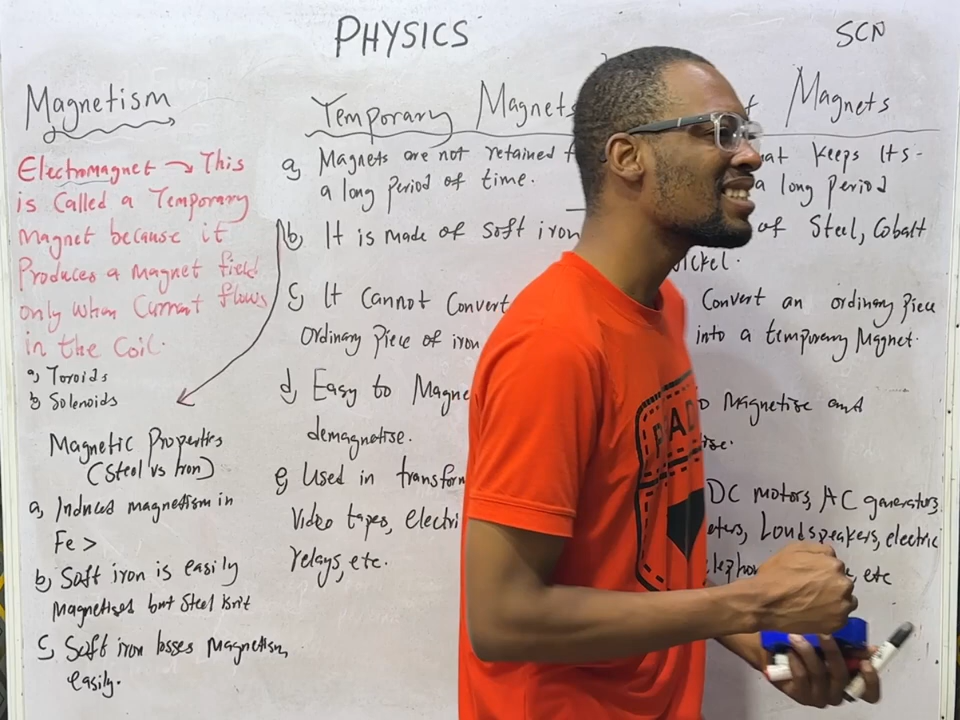 PHYSICS
SCN
Magnetism
Electromagnet → This
is Called a Temporary
Magnet because it
Produces a magnet field
only when Current flows
in the Coil.
a, Toroids
b, Solenoids
Magnetic Properties
(Steel vs Iron)
a, Induced magnetism in
Fe >
b, Soft iron is easily
Magnetised but Steel isn't
c, Soft iron losses Magnetism
easily.
Temporary Magnets
a, Magnets are not retained f
a long Period of time.
b, It is made of Soft iron
c, It Cannot Convert
Ordinary Piece of iron
d, Easy to Magne
demagnetise.
e, Used in transform
Video tapes, electri
relays, etc.
Magnets
at keeps Its
a long period
of Steel, Cobalt
ickel.
Convert an ordinary Piece
into a temporary Magnet.
o Magnetise and
ise.
DC motors, AC generators,
eters, Loudspeakers, electric
elepho
etc